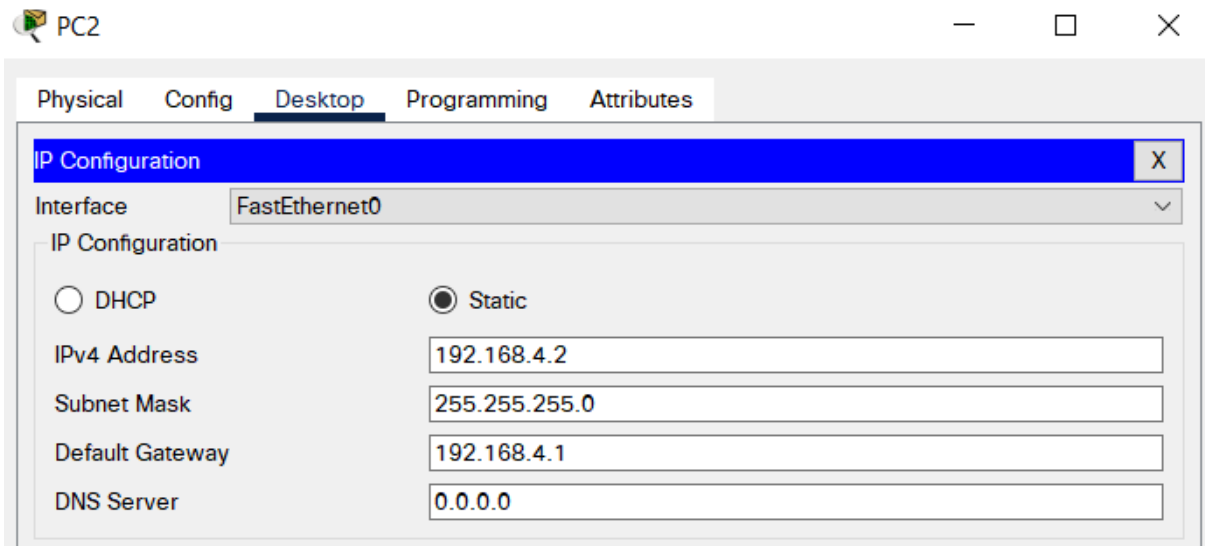 PC2
Physical Config Desktop Programming Attributes
IP Configuration X
Interface FastEthernet0
IP Configuration
DHCP Static
IPv4 Address 192.168.4.2
Subnet Mask 255.255.255.0
Default Gateway 192.168.4.1
DNS Server 0.0.0.0